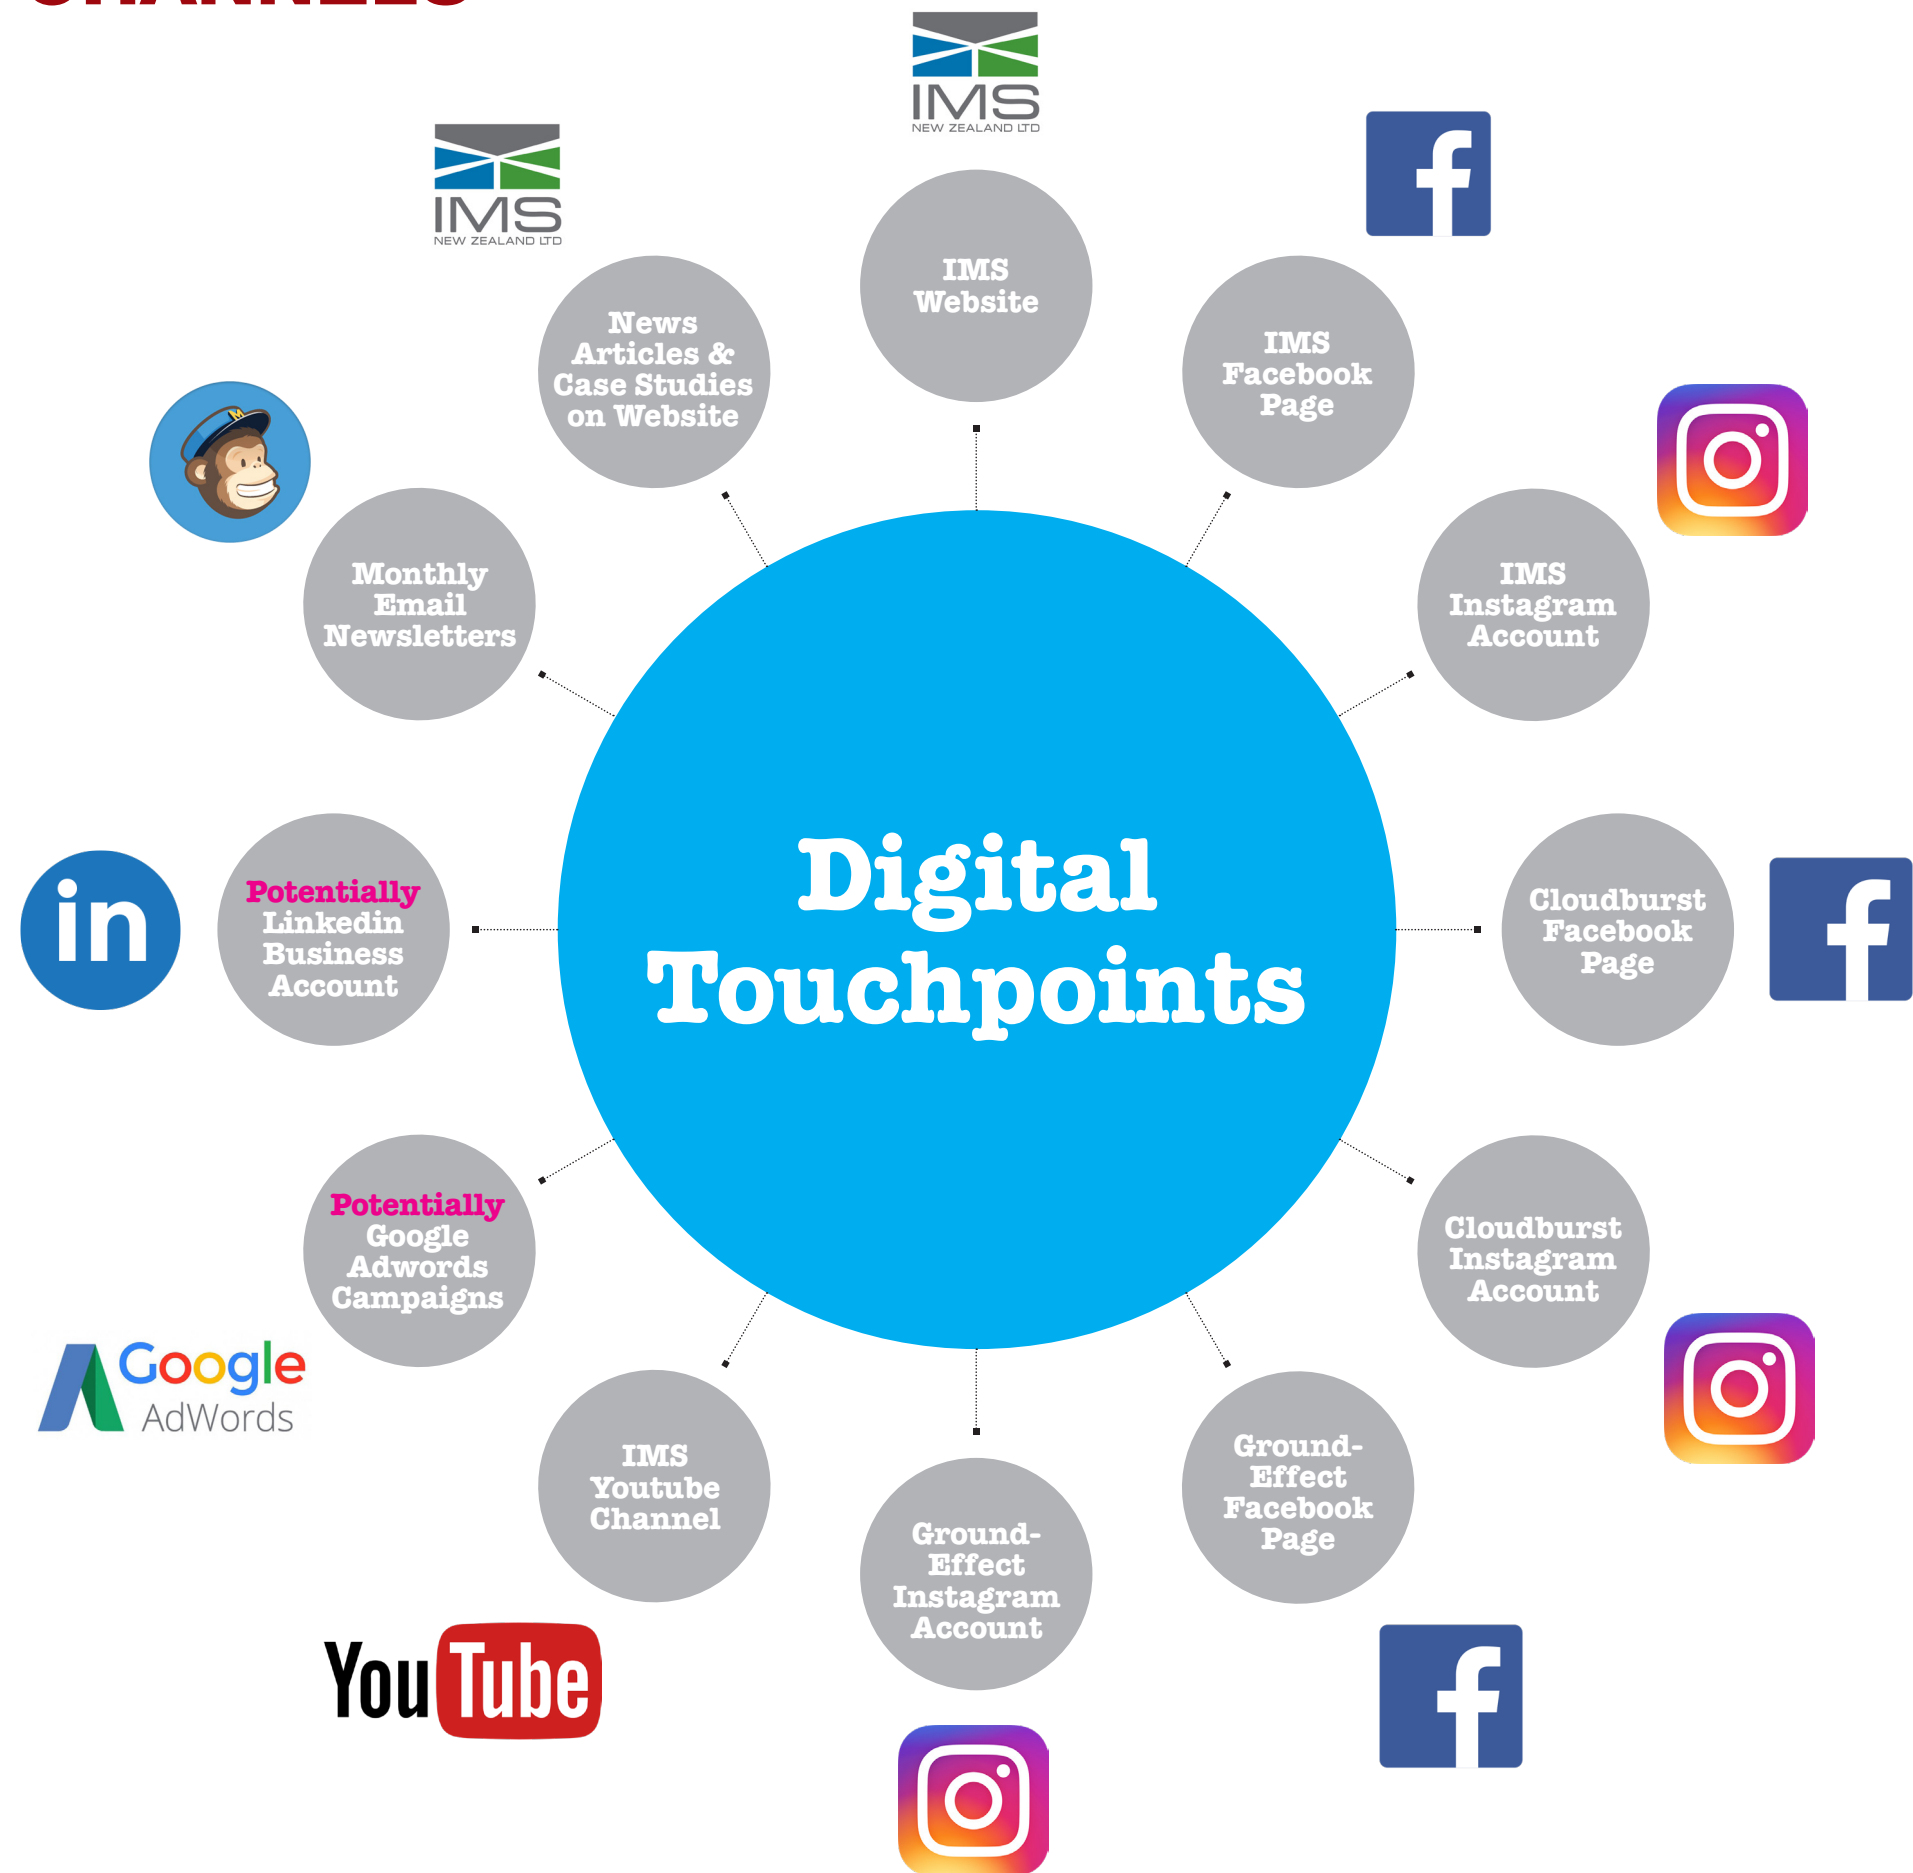 CHANNELS
IMS
NEW ZEALAND LTD
IMS
Website
IMS
Facebook
Page
IMS
Instagram
Account
Cloudburst
Facebook
Page
f
Cloudburst
Instagram
Account
Ground-
Effect
Facebook
Page
f
Ground-
Effect
Instagram
Account
IMS
Youtube
Channel
YouTube
Potentially
Google
Adwords
Campaigns
Google
AdWords
Potentially
Linkedin
Business
Account
in
Monthly
Email
Newsletters
M
News
Articles &
Case Studies
on Website
IMS
NEW ZEALAND LTD
f
Digital
Touchpoints